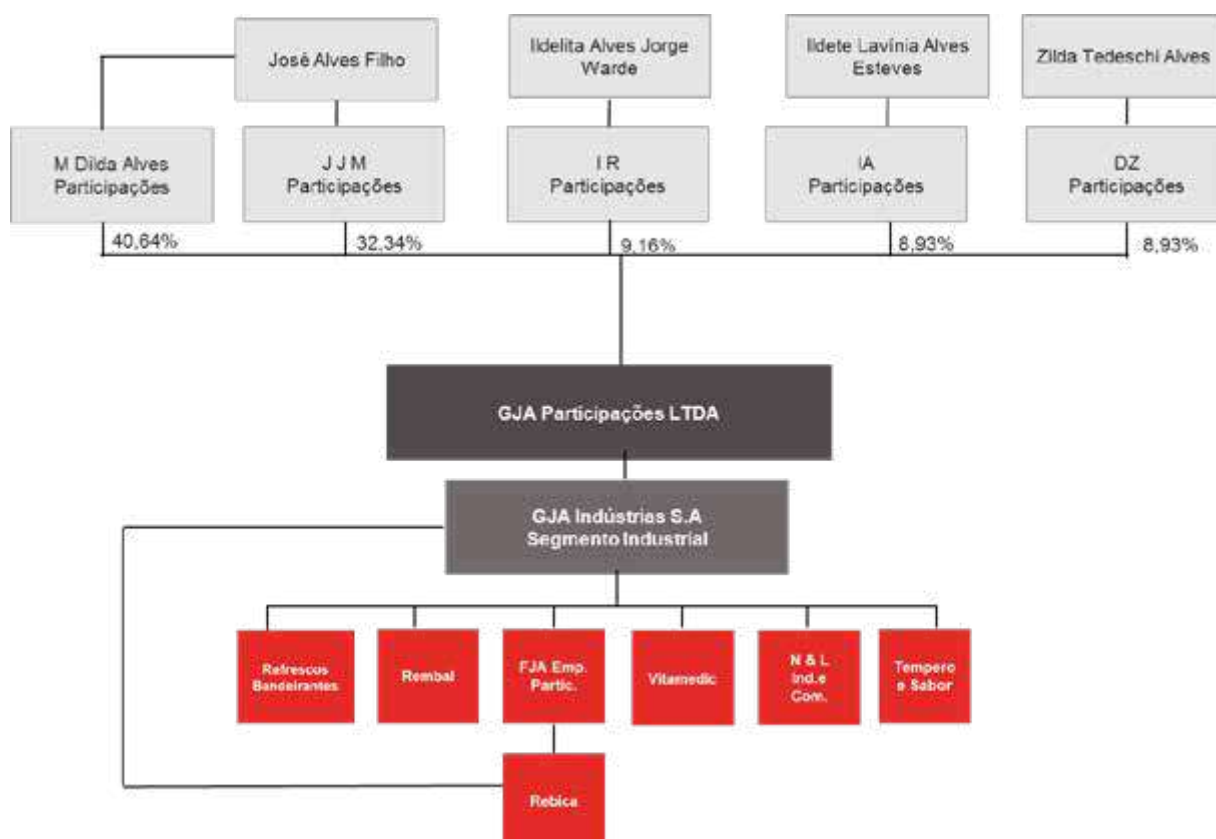 José Alves Filho
Ildelita Alves Jorge
Warde
Ildete Lavínia Alves
Esteves
Zilda Tedeschi Alves
M Dilda Alves
Participações
J J M
Participações
I R
Participações
IA
Participações
DZ
Participações
40,64%
32,34%
9,16%
8,93%
8,93%
GJA Participações LTDA
GJA Indústrias S.A
Segmento Industrial
Refrescos
Bandeirantes
Rembal
FJA Emp.
Partic.
Vitamedic
N & L
Ind.e
Com.
Tempero
e Sabor
Rebica